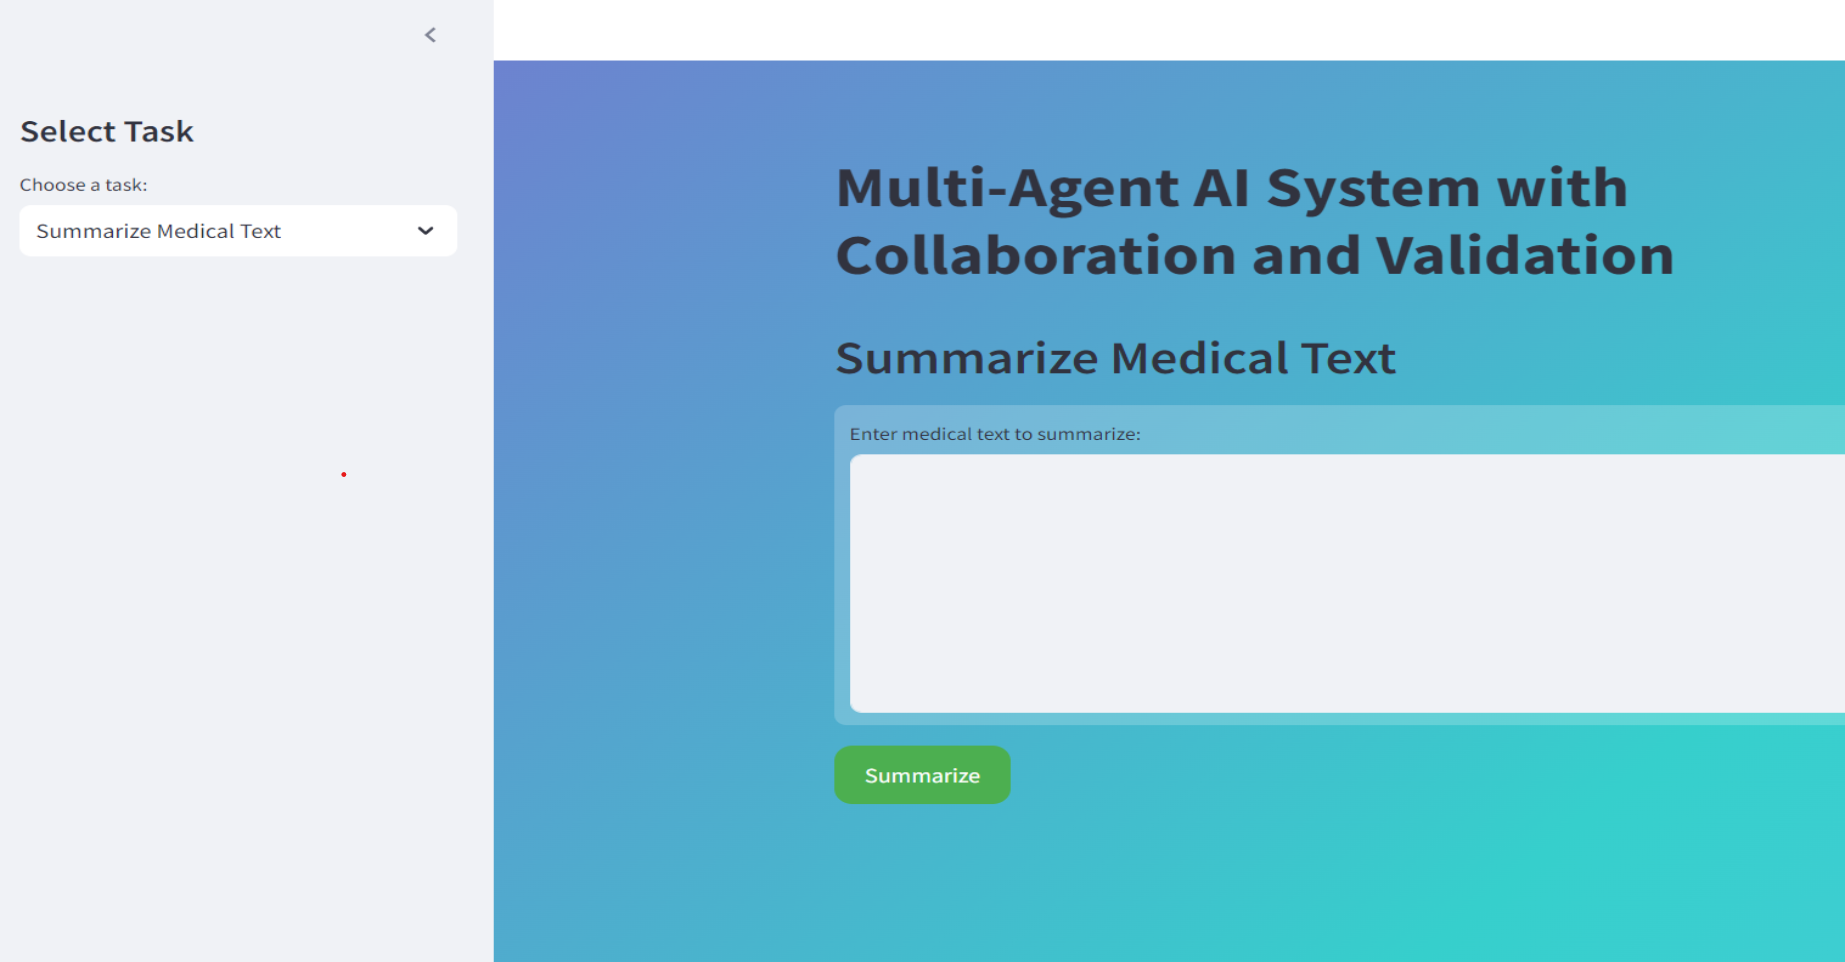 Select Task
Choose a task:
Summarize Medical Text
Multi-Agent AI System with
Collaboration and Validation
Summarize Medical Text
Enter medical text to summarize:
Summarize